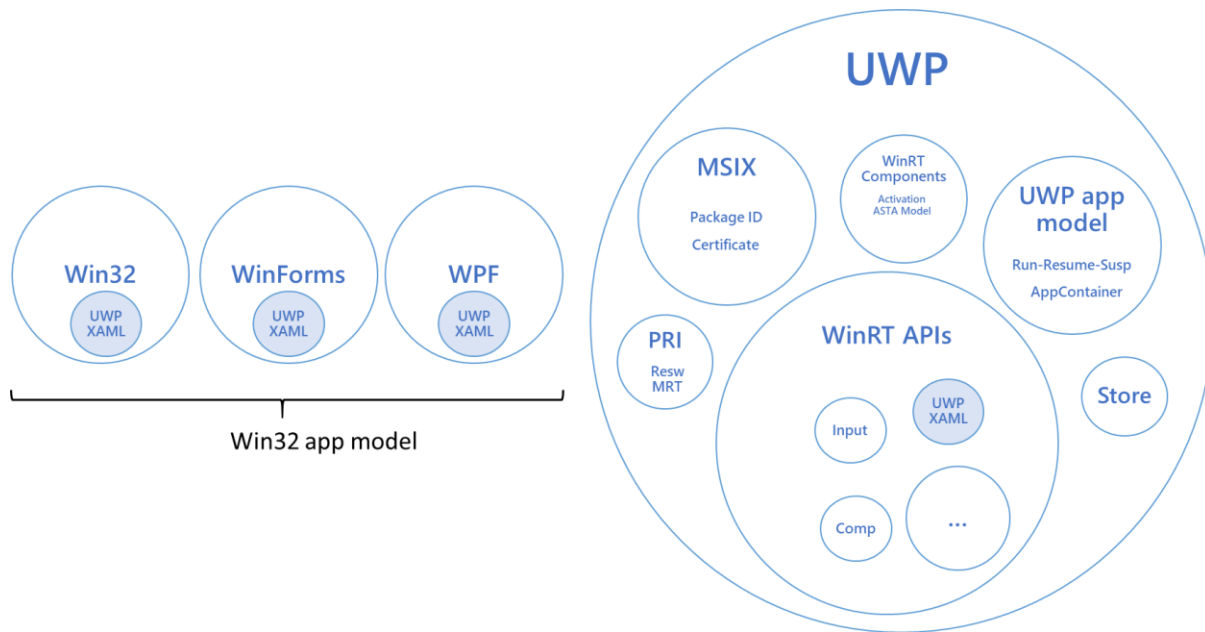 Win32
UWP
XAML
WinForms
UWP
XAML
WPF
UWP
XAML
Win32 app model
UWP
MSIX
Package ID
Certificate
WinRT
Components
Activation
ASTA Model
UWP app
model
Run-Resume-Susp
AppContainer
PRI
Resw
MRT
WinRT APIs
Input
UWP
XAML
Comp
...
Store